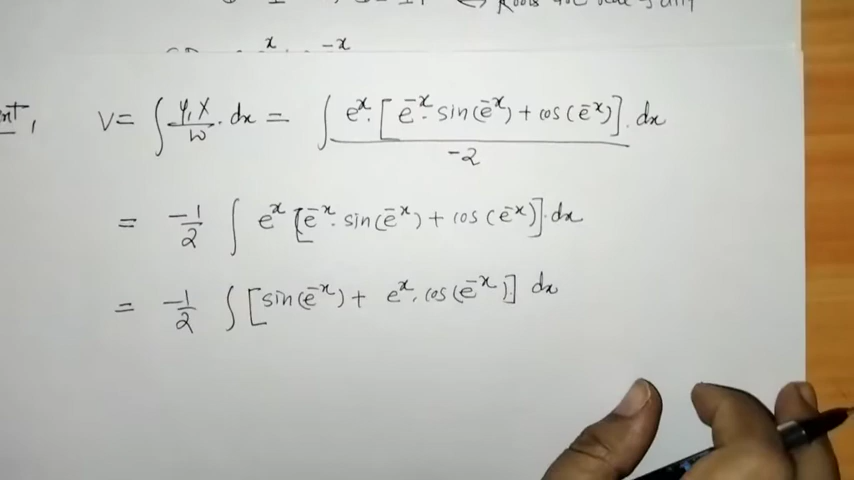 x -x
V = ∫ y₁X/W . dx = ∫ eˣ. [e⁻ˣ. sin(e⁻ˣ) + cos(e⁻ˣ)] / -2 . dx
= -1/2 ∫ eˣ [e⁻ˣ. sin(e⁻ˣ) + cos(e⁻ˣ)]. dx
= -1/2 ∫ [sin(e⁻ˣ) + eˣ. cos(e⁻ˣ)] dx